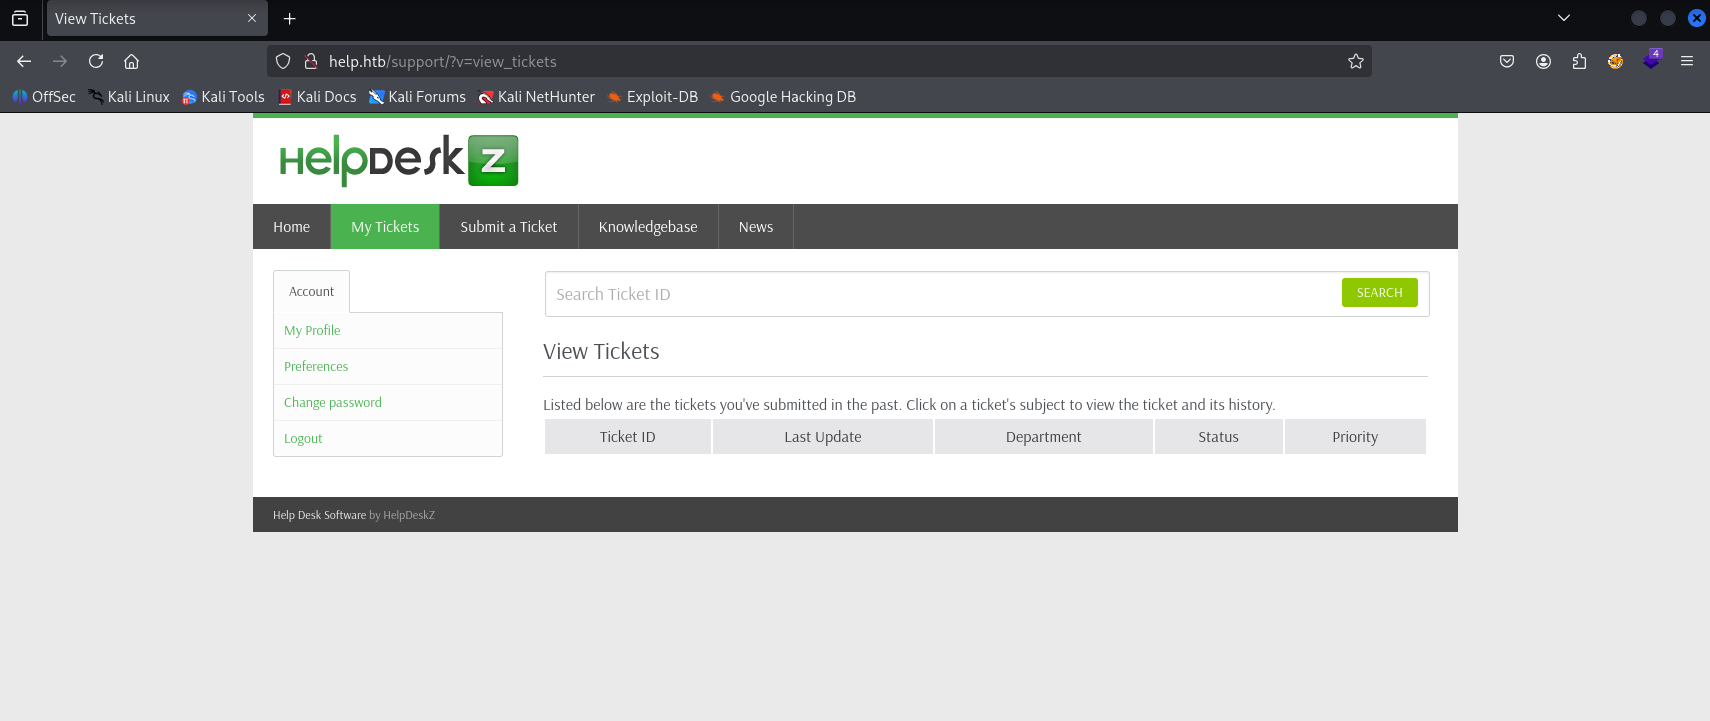 View Tickets
help.htb/support/?v=view_tickets
4
OffSec Kali Linux Kali Tools Kali Docs Kali Forums Kali NetHunter Exploit-DB Google Hacking DB
HelpDesk Z
Home My Tickets Submit a Ticket Knowledgebase News
Account
My Profile
Preferences
Change password
Logout
Search Ticket ID SEARCH
View Tickets
Listed below are the tickets you've submitted in the past. Click on a ticket's subject to view the ticket and its history.
Ticket ID Last Update Department Status Priority
Help Desk Software by HelpDeskZ